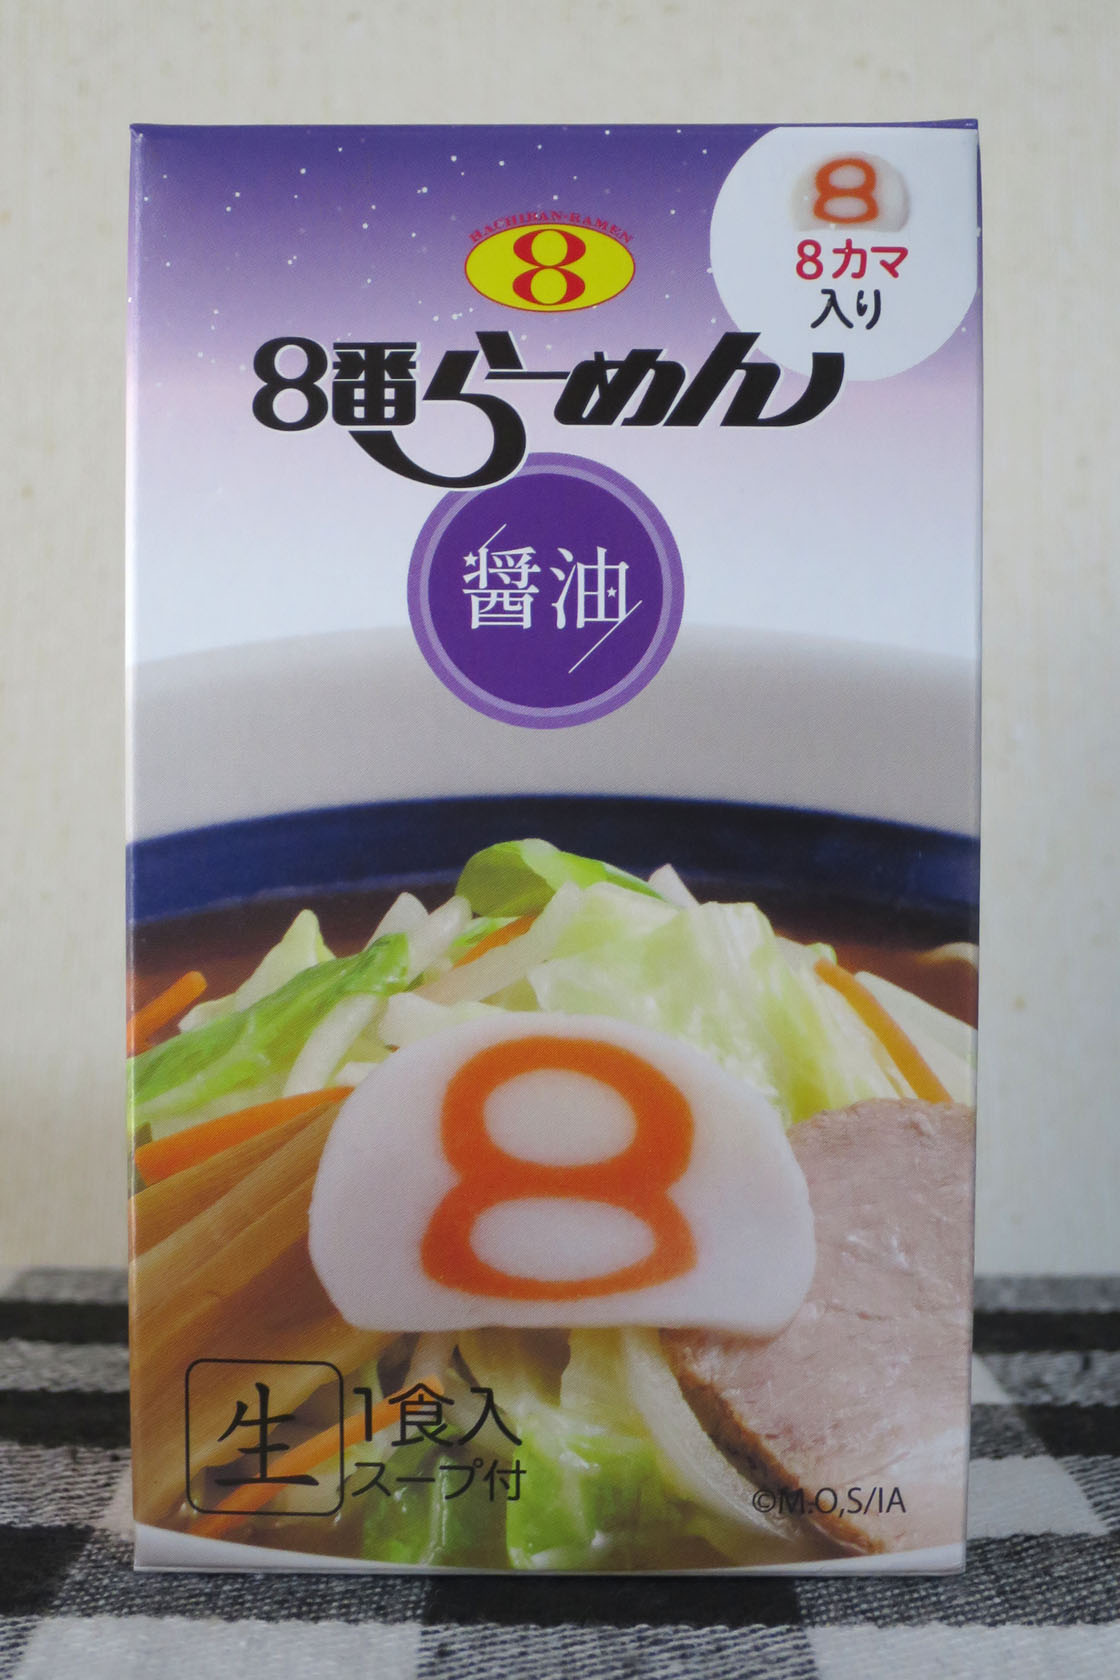 HACHIBAN-RAMEN
8
8
8カマ
入り
8番らーめん
醤油
8
生
1食入
スープ付
©M.O,S/IA